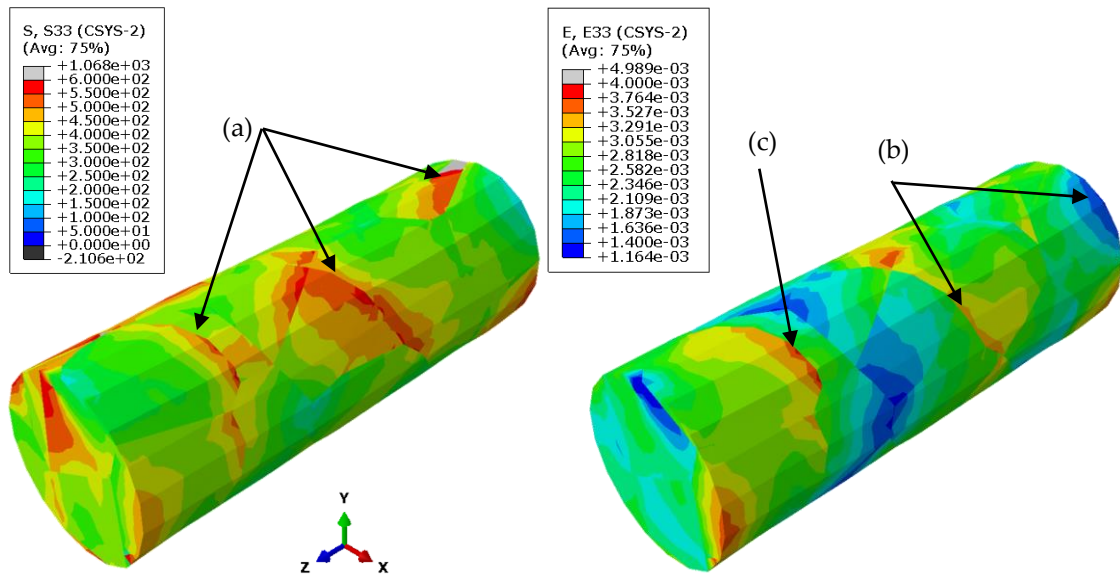 S, S33 (CSYS-2)
(Avg: 75%)
+1.068e+03
+6.000e+02
+5.500e+02
+5.000e+02
+4.500e+02
+4.000e+02
+3.500e+02
+3.000e+02
+2.500e+02
+2.000e+02
+1.500e+02
+1.000e+02
+5.000e+01
+0.000e+00
-2.106e+02
(a)
E, E33 (CSYS-2)
(Avg: 75%)
+4.989e-03
+4.000e-03
+3.764e-03
+3.527e-03
+3.291e-03
+3.055e-03
+2.818e-03
+2.582e-03
+2.346e-03
+2.109e-03
+1.873e-03
+1.636e-03
+1.400e-03
+1.164e-03
(c)
(b)
Y
Z
X